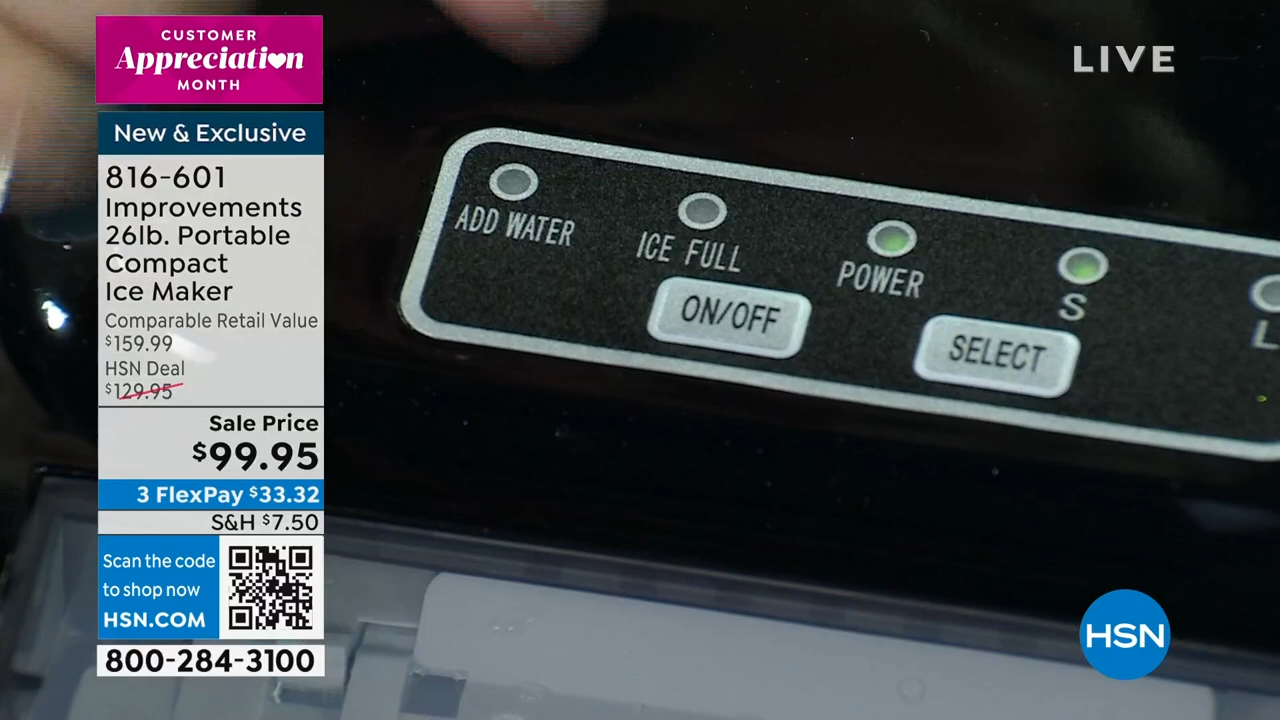 CUSTOMER
Appreciation
MONTH
LIVE
New & Exclusive
816-601
Improvements
26lb. Portable
Compact
Ice Maker
Comparable Retail Value
$159.99
HSN Deal
$129.95
Sale Price
$99.95
3 FlexPay $33.32
S&H $7.50
Scan the code
to shop now
HSN.COM
800-284-3100
ADD WATER
ICE FULL
POWER
S
L
ON/OFF
SELECT
HSN